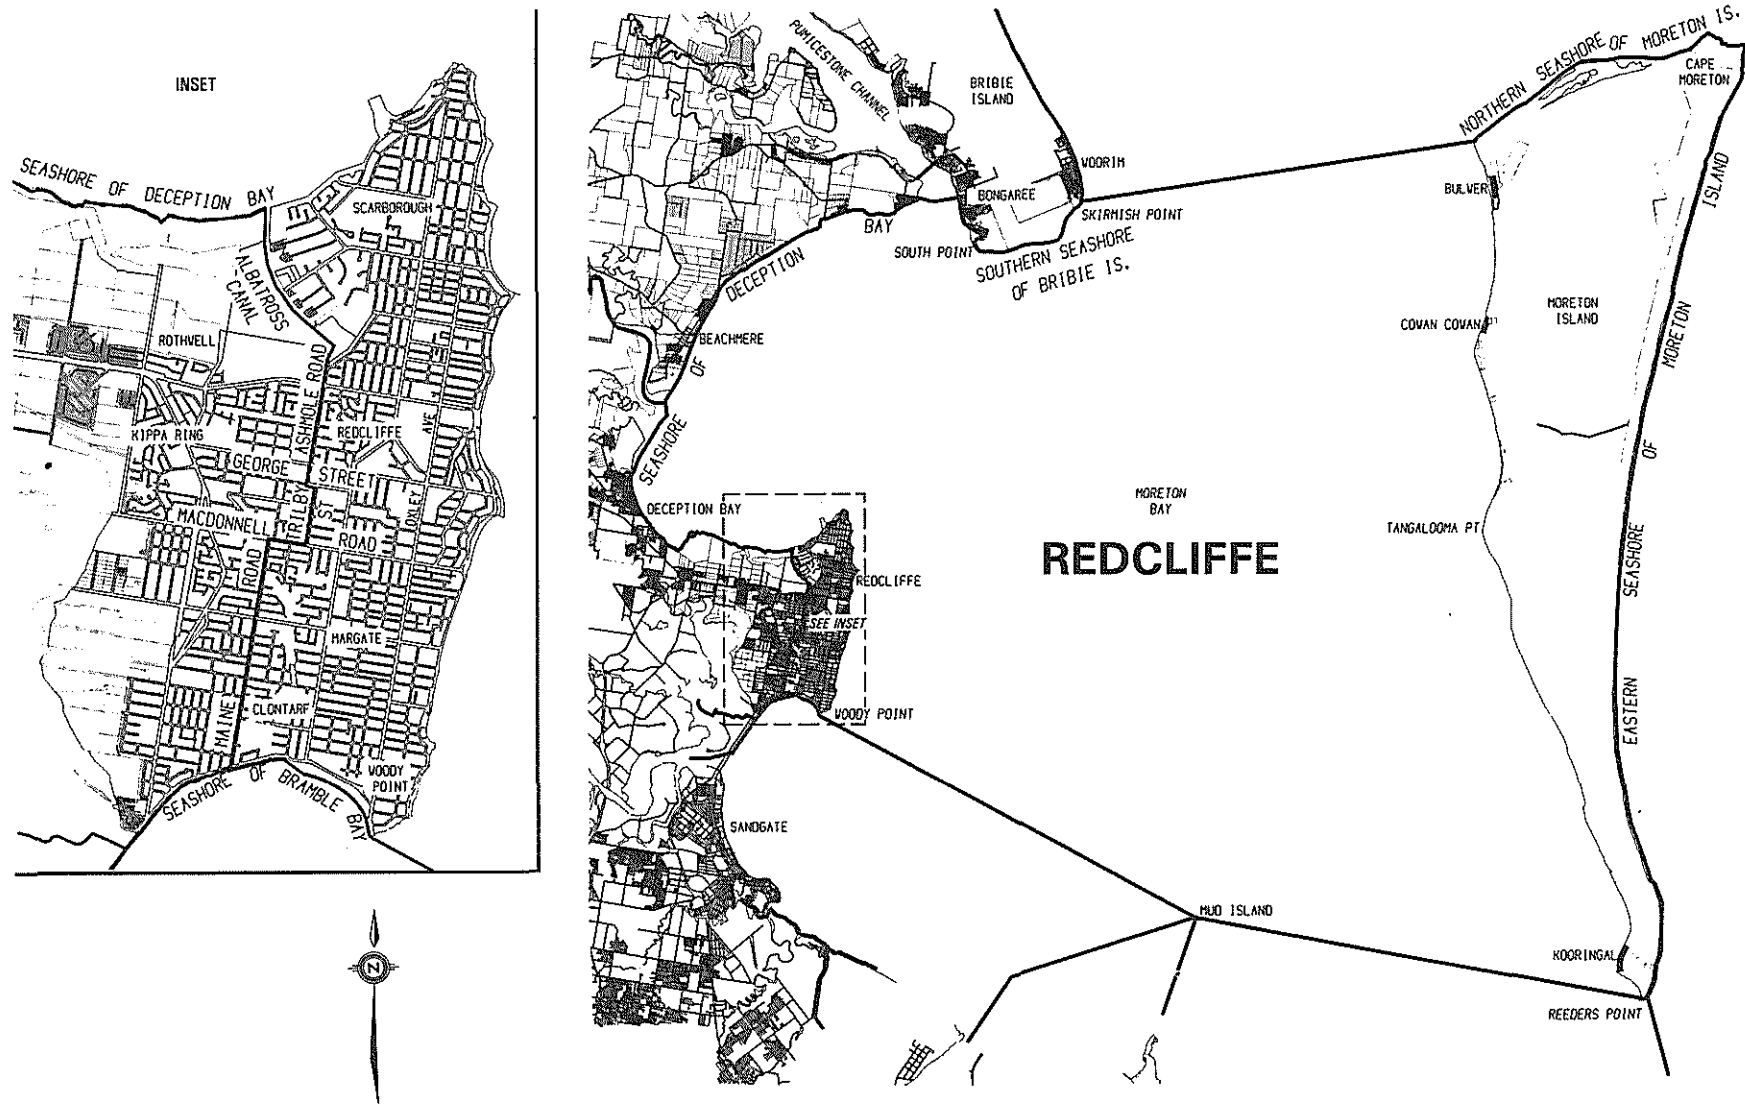 INSET
SEASHORE OF DECEPTION BAY
SCARBOROUGH
ALBATROSS
CANAL
ROTHWELL
ASHMOLE ROAD
KIPPA RING
REDCLIFFE
AVE
GEORGE
STREET
RILBY
ST
OXLEY
MACDONNELL
ROAD
ROAD
MARGATE
MAINE
CLONTARF
WOODY
POINT
SEASHORE OF BRAMBLE BAY
N
PUMICESTONE CHANNEL
BRIBIE
ISLAND
WOORIM
BONGAREE
SKIRMISH POINT
SOUTH POINT
SOUTHERN SEASHORE
OF BRIBIE IS.
SEASHORE OF DECEPTION BAY
BEACHMERE
DECEPTION BAY
REDCLIFFE
SEE INSET
WOODY POINT
SANDGATE
MORETON
BAY
REDCLIFFE
MUD ISLAND
NORTHERN SEASHORE OF MORETON IS.
CAPE
MORETON
BULWER
COWAN COWAN
MORETON
ISLAND
TANGALOOMA PT
EASTERN SEASHORE OF MORETON ISLAND
KOORINGAL
REEDERS POINT